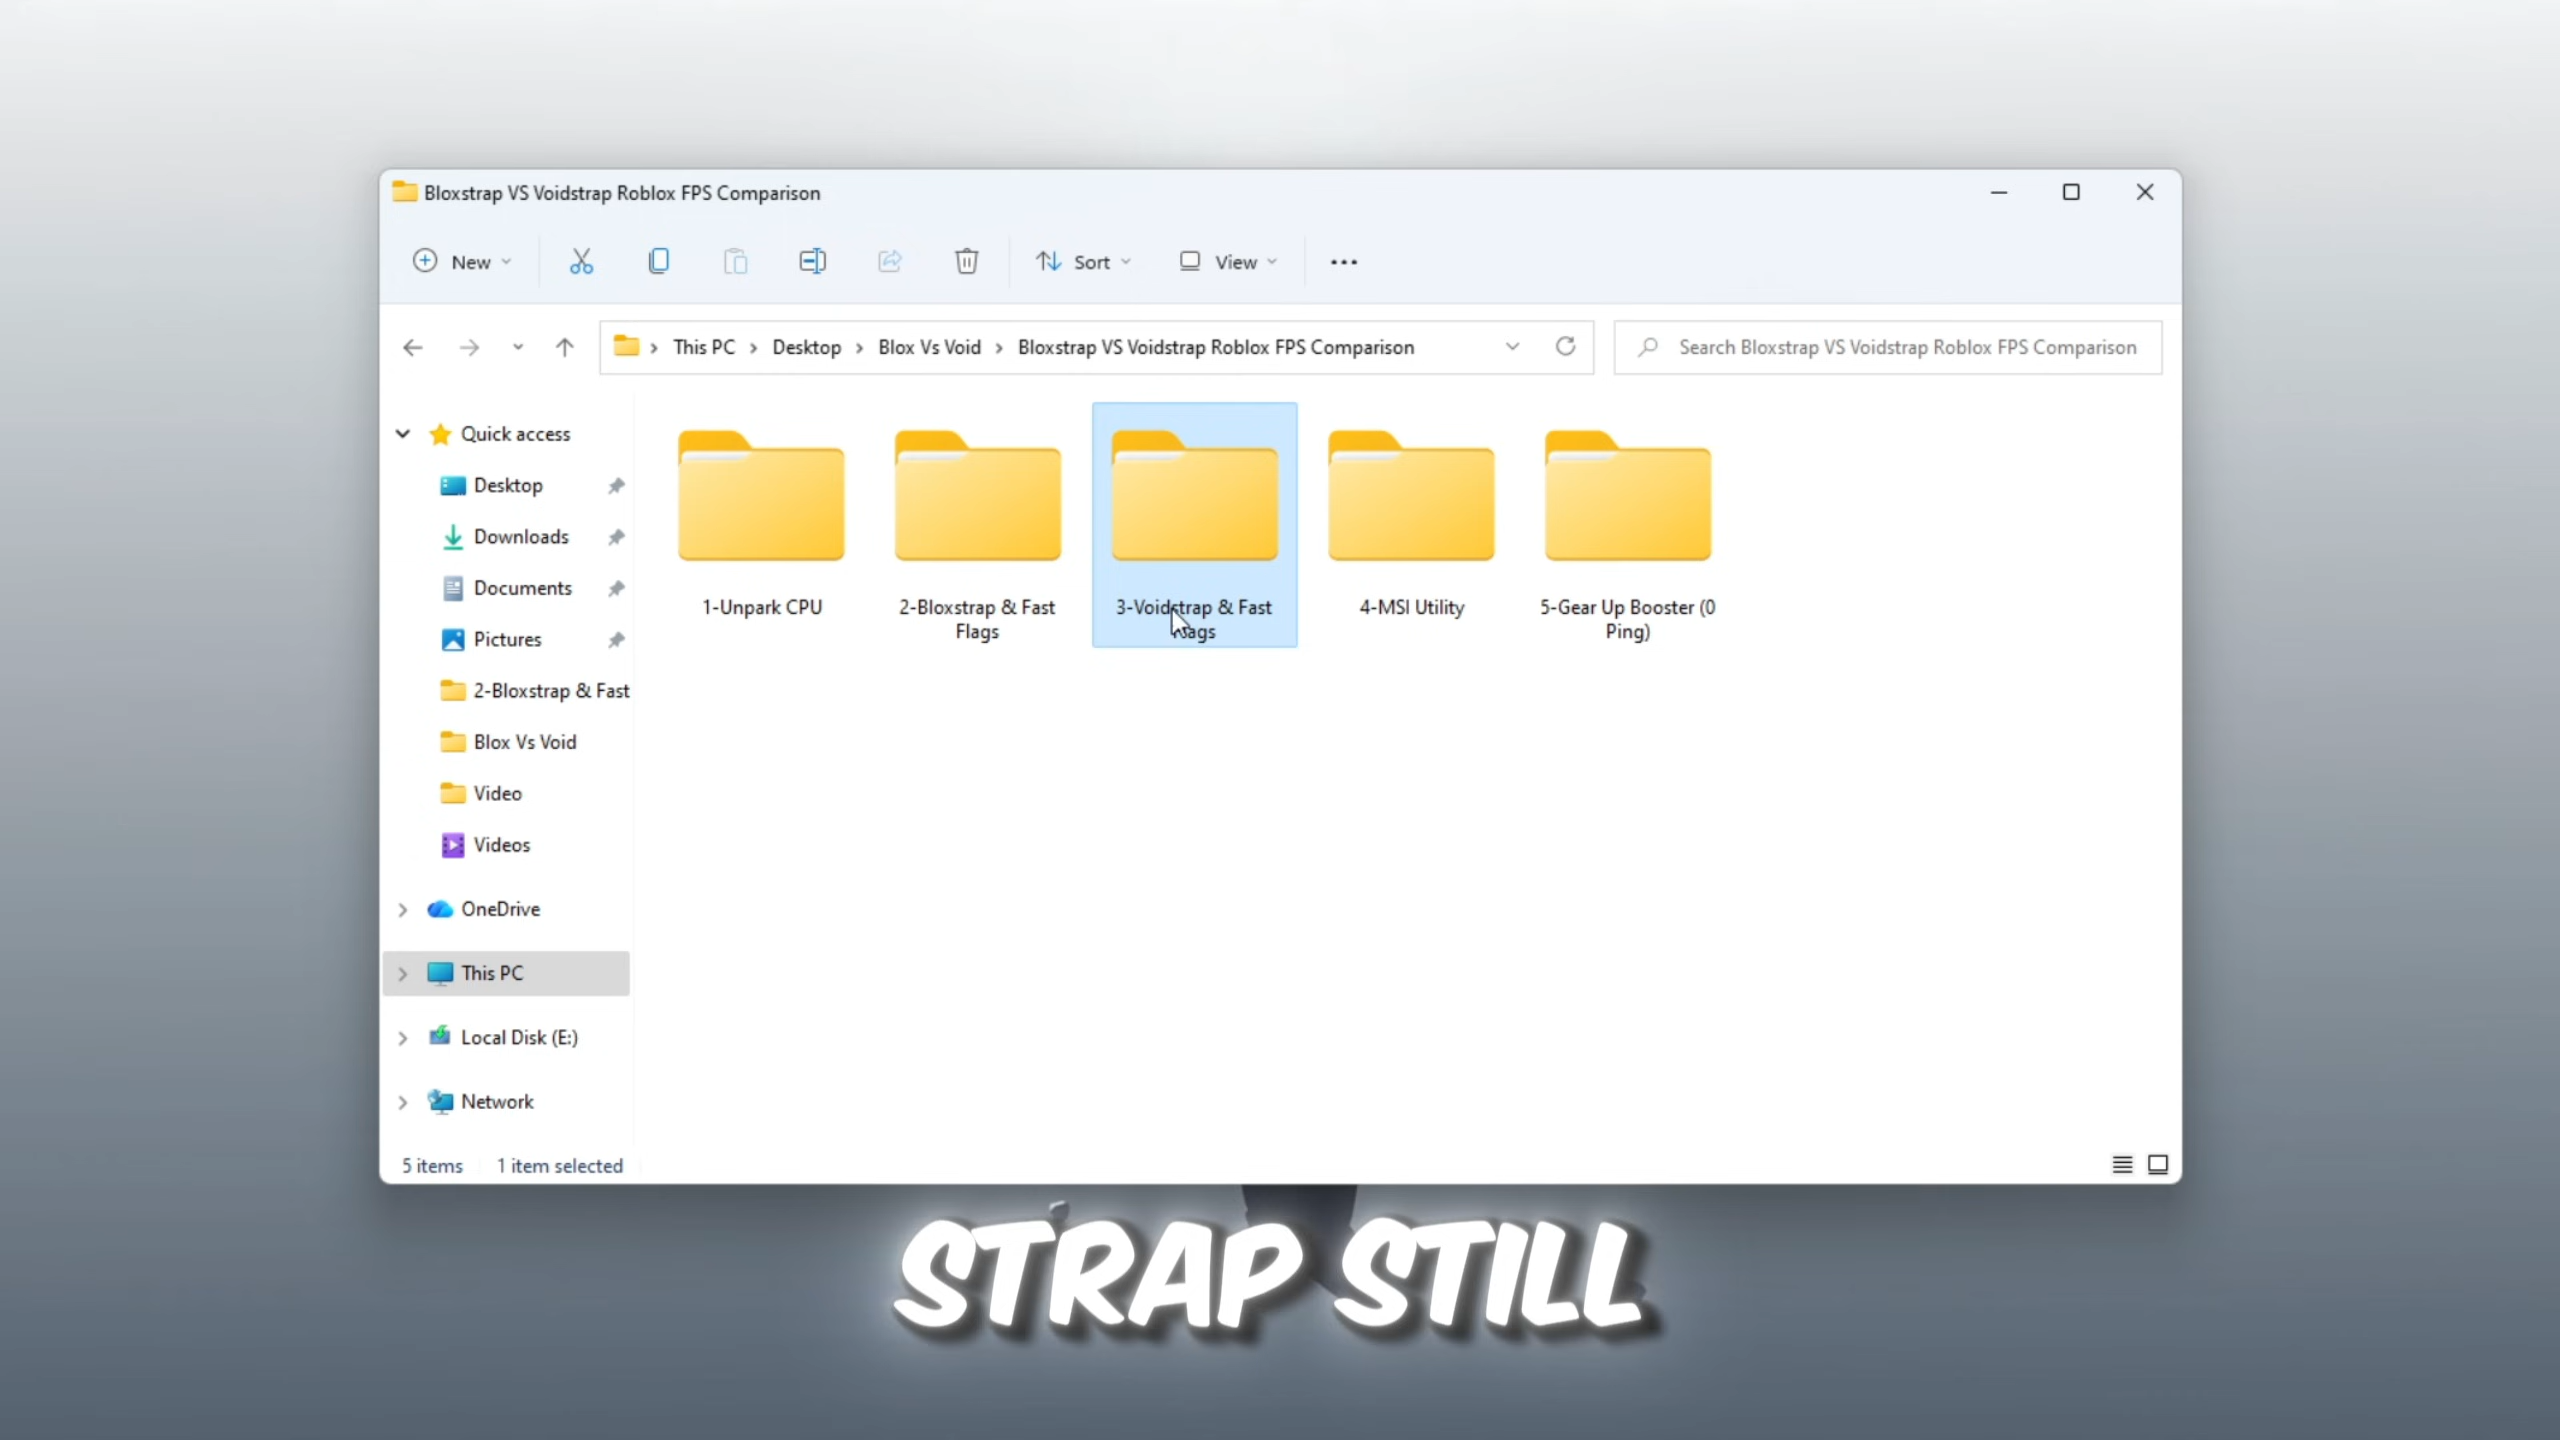 Bloxstrap VS Voidstrap Roblox FPS Comparison
New
Sort
View
This PC
Desktop
Blox Vs Void
Bloxstrap VS Voidstrap Roblox FPS Comparison
Search Bloxstrap VS Voidstrap Roblox FPS Comparison
Quick access
Desktop
Downloads
Documents
Pictures
2-Bloxstrap & Fast
Blox Vs Void
Video
Videos
OneDrive
This PC
Local Disk (E:)
Network
1-Unpark CPU
2-Bloxstrap & Fast
Flags
3-Voidstrap & Fast
Flags
4-MSI Utility
5-Gear Up Booster (0
Ping)
5 items
1 item selected
STRAP STILL